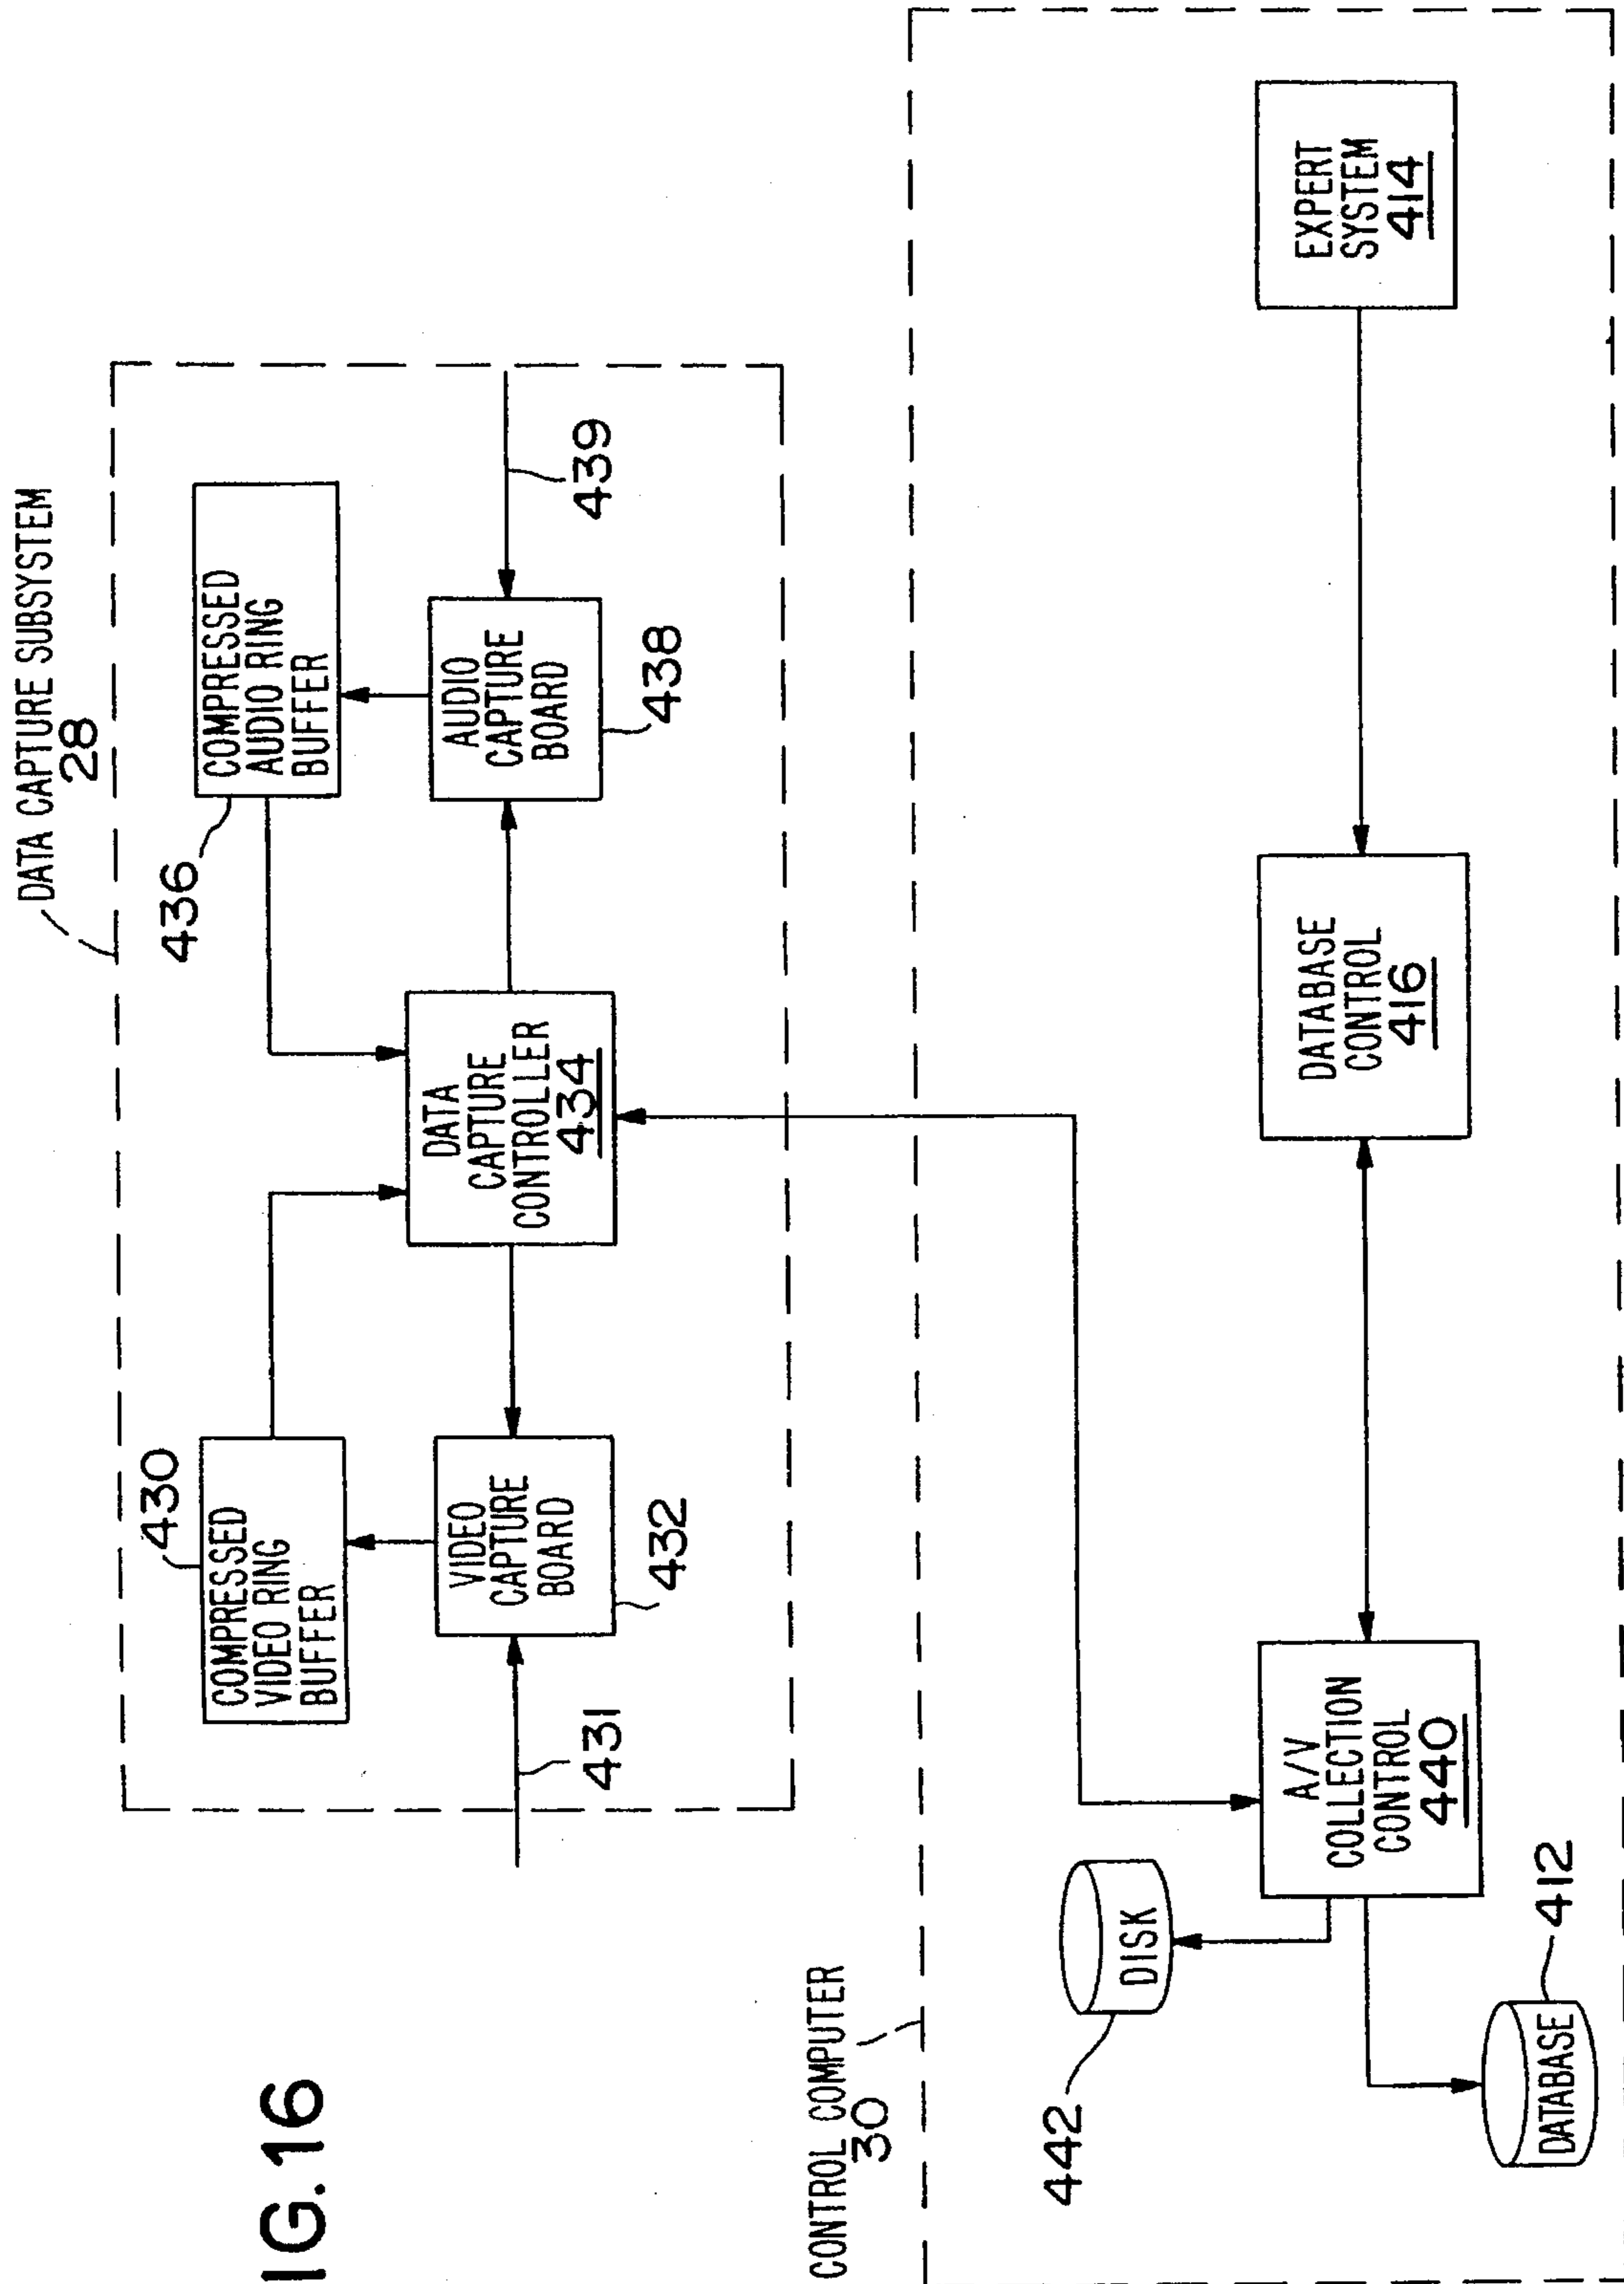 DATA CAPTURE SUBSYSTEM
28
430
COMPRESSED
VIDEO RING
BUFFER
436
COMPRESSED
AUDIO RING
BUFFER
431
VIDEO
CAPTURE
BOARD
432
DATA
CAPTURE
CONTROLLER
434
AUDIO
CAPTURE
BOARD
438
439
IG. 16
CONTROL COMPUTER
30
442
DISK
A/V
COLLECTION
CONTROL
440
DATABASE
412
DATABASE
CONTROL
416
EXPERT
SYSTEM
414